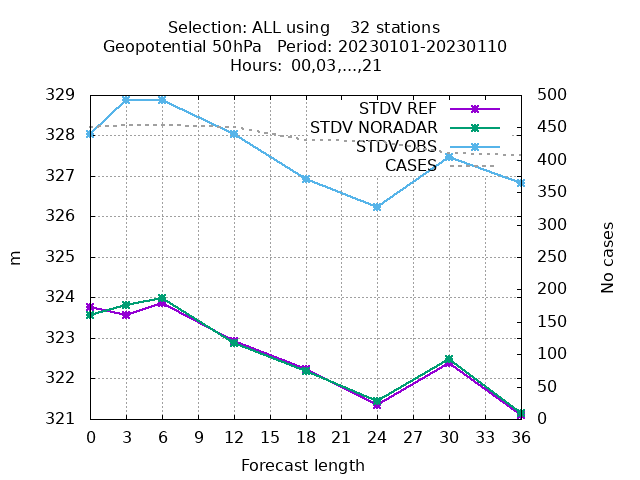 Selection: ALL using    32 stations
Geopotential 50hPa   Period: 20230101-20230110
Hours:  00,03,...,21
329
328
327
326
325
324
323
322
321
500
450
400
350
300
250
200
150
100
50
0
STDV REF
STDV NORADAR
STDV OBS
CASES
m
No cases
0 3 6 9 12 15 18 21 24 27 30 33 36
Forecast length